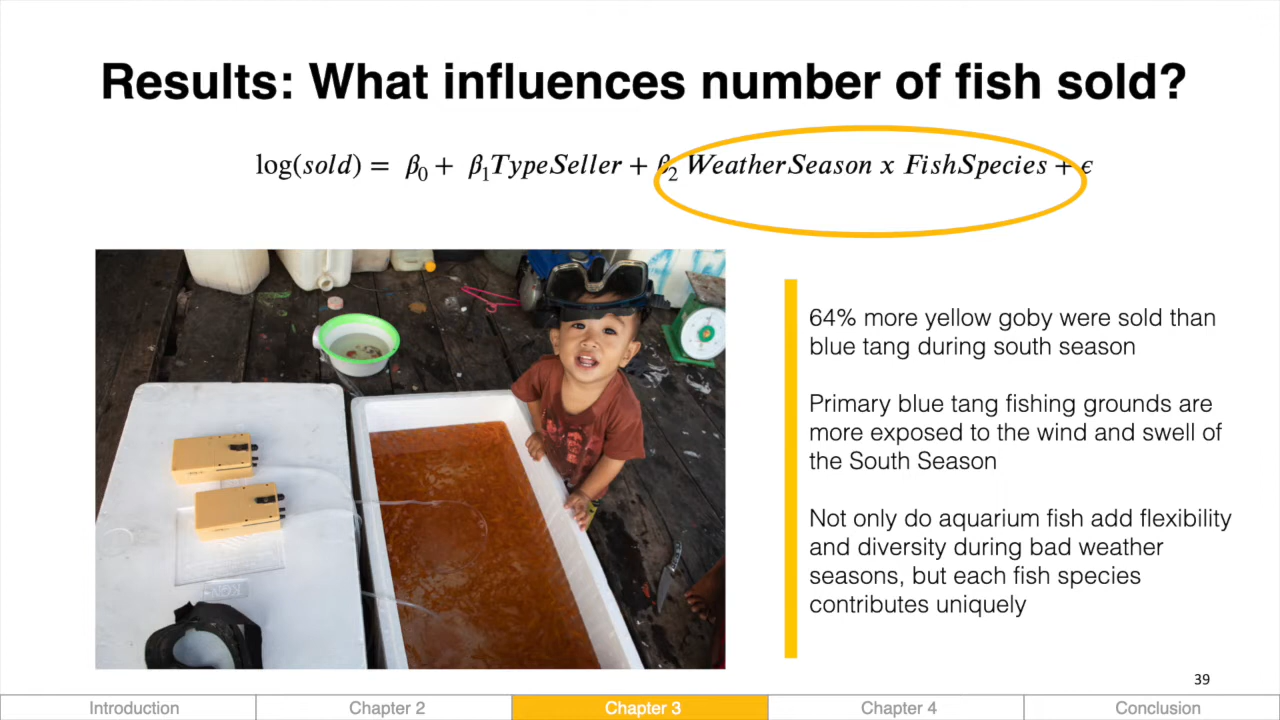 Results: What influences number of fish sold?
log(sold) = β0 + β1TypeSeller + β2 WeatherSeason x FishSpecies + ϵ
64% more yellow goby were sold than
blue tang during south season
Primary blue tang fishing grounds are
more exposed to the wind and swell of
the South Season
Not only do aquarium fish add flexibility
and diversity during bad weather
seasons, but each fish species
contributes uniquely
39
Introduction
Chapter 2
Chapter 3
Chapter 4
Conclusion